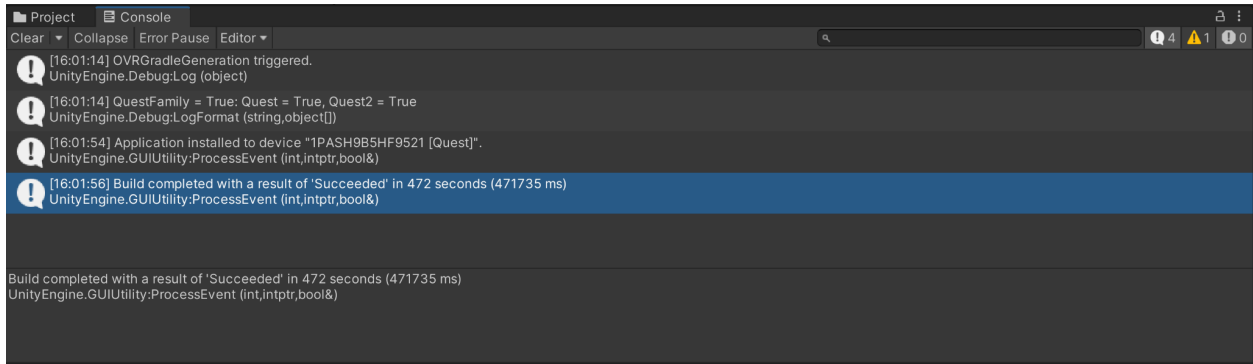 Project Console
Clear Collapse Error Pause Editor 4 1 0
[16:01:14] OVRGradleGeneration triggered.
UnityEngine.Debug:Log (object)
[16:01:14] QuestFamily = True: Quest = True, Quest2 = True
UnityEngine.Debug:LogFormat (string,object[])
[16:01:54] Application installed to device "1PASH9B5HF9521 [Quest]".
UnityEngine.GUIUtility:ProcessEvent (int,intptr,bool&)
[16:01:56] Build completed with a result of 'Succeeded' in 472 seconds (471735 ms)
UnityEngine.GUIUtility:ProcessEvent (int,intptr,bool&)
Build completed with a result of 'Succeeded' in 472 seconds (471735 ms)
UnityEngine.GUIUtility:ProcessEvent (int,intptr,bool&)